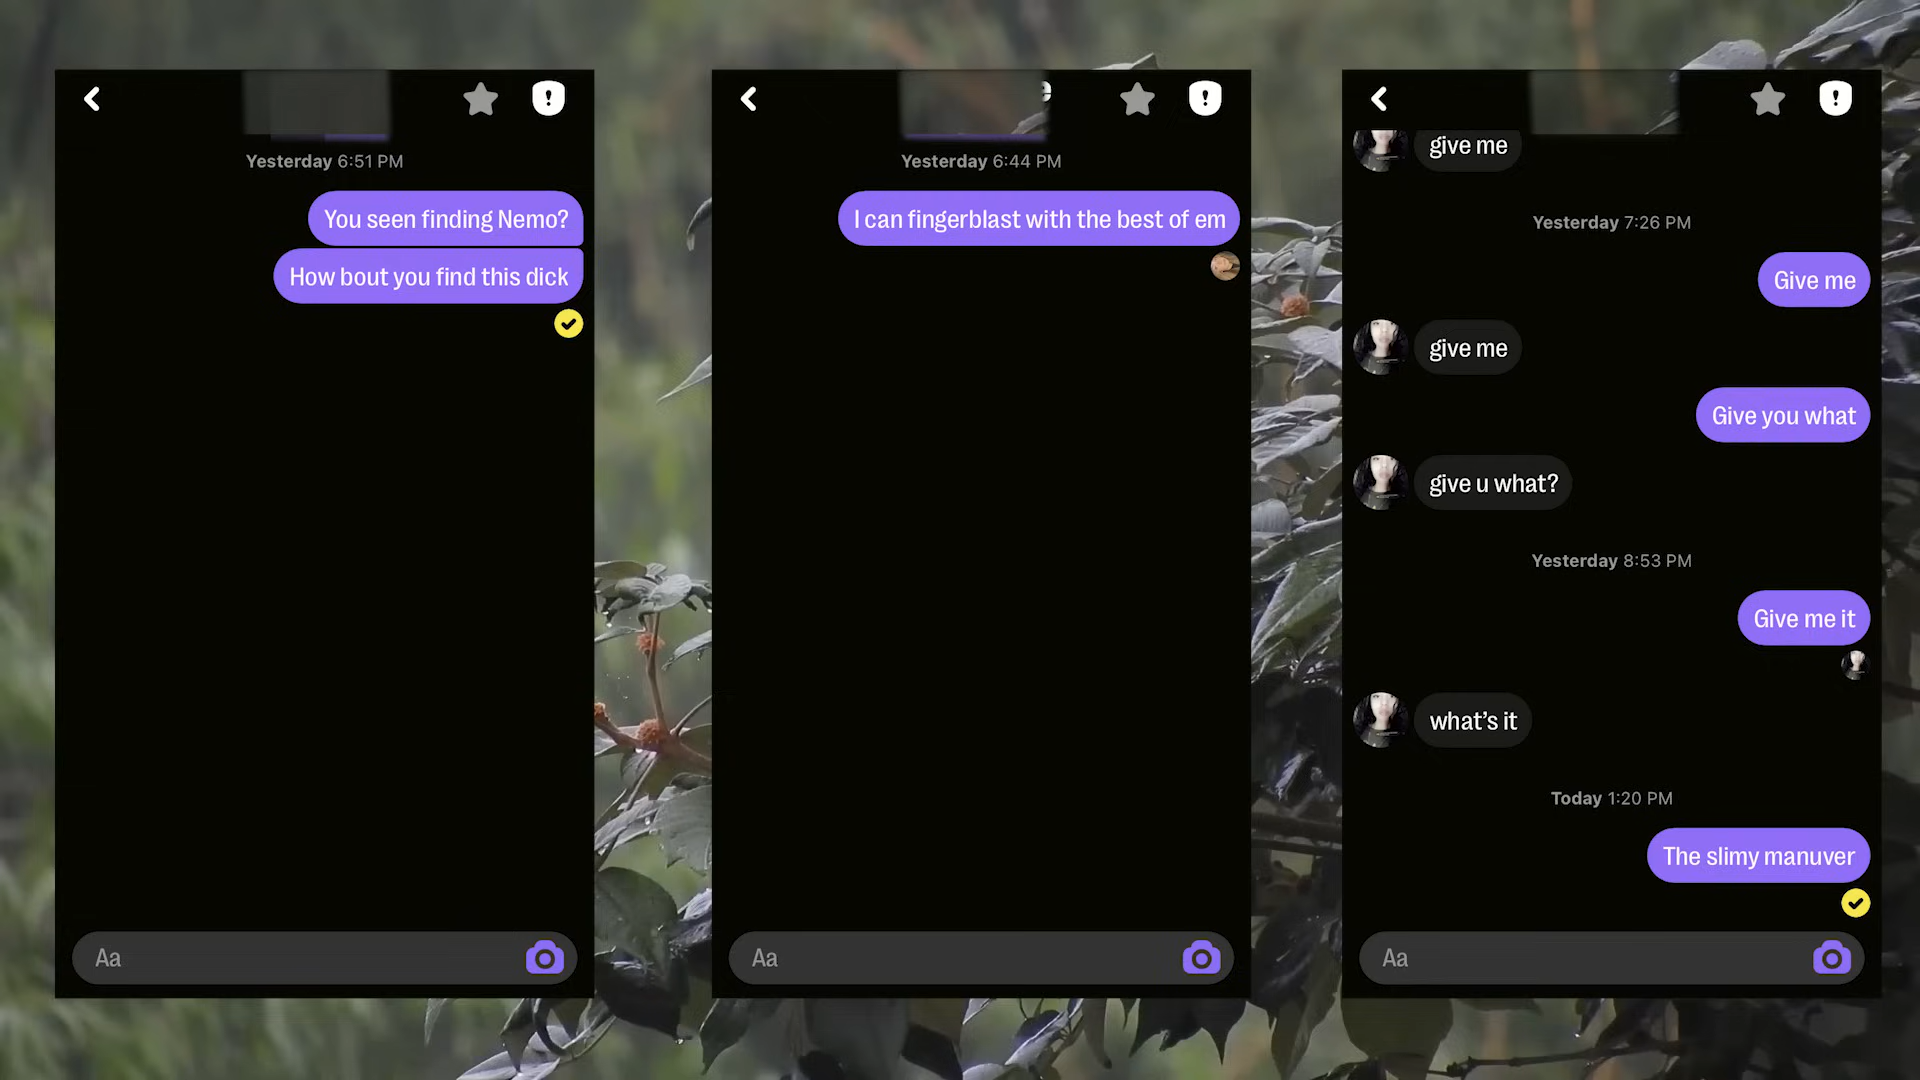 Yesterday 6:51 PM
You seen finding Nemo?
How bout you find this dick
Aa
Yesterday 6:44 PM
I can fingerblast with the best of em
Aa
give me
Yesterday 7:26 PM
Give me
give me
Give you what
give u what?
Yesterday 8:53 PM
Give me it
what's it
Today 1:20 PM
The slimy manuver
Aa